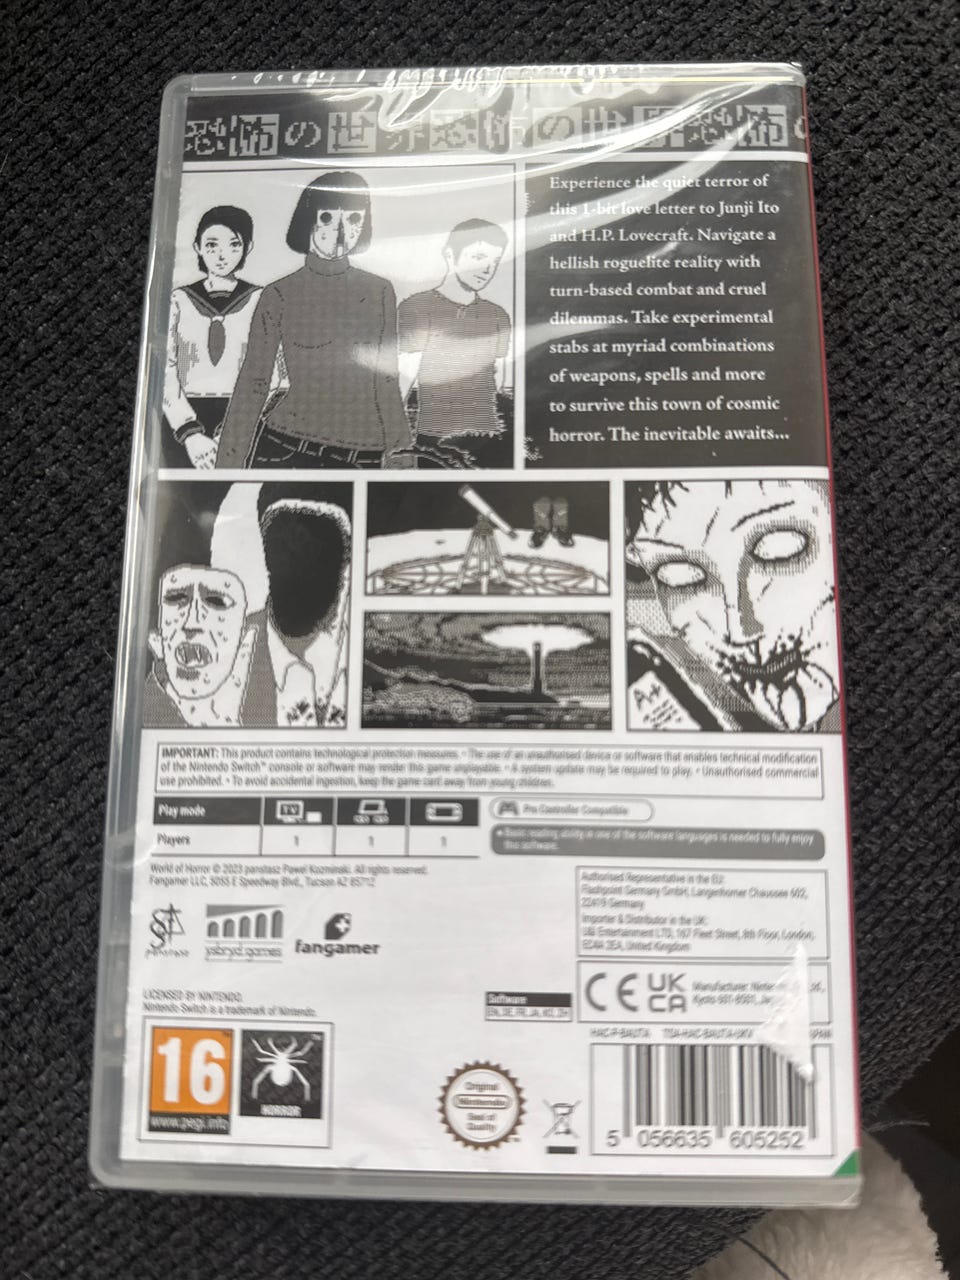 恐怖の世界恐怖の世界恐怖の
Experience the quiet terror of
this 1-bit love letter to Junji Ito
and H.P. Lovecraft. Navigate a
hellish roguelite reality with
turn-based combat and cruel
dilemmas. Take experimental
stabs at myriad combinations
of weapons, spells and more
to survive this town of cosmic
horror. The inevitable awaits...
A+
IMPORTANT: This product contains technological protection measures. • The use of an unauthorised device or software that enables technical modification
of the Nintendo Switch™ console or software may render this game unplayable. • A system update may be required to play. • Unauthorised commercial
use prohibited. • To avoid accidental ingestion, keep the game card away from young children.
Play mode
TV
Pro Controller Compatible
Players 1 1 1
• Basic reading ability in one of the software languages is needed to fully enjoy
this software.
World of Horror © 2023 panstasz Pawel Kozminski. All rights reserved.
Fangamer LLC, 5055 E Speedway Blvd., Tucson AZ 85712
Authorised Representative in the EU:
Flashpoint Germany GmbH, Langenhorner Chaussee 602,
22419 Germany
Importer & Distributor in the UK:
U&I Entertainment LTD, 167 Fleet Street, 8th Floor, London,
EC4A 2EA, United Kingdom
panstasz
ysbryd.games
fangamer
CE UK CA
Manufacturer: Nintendo
Kyoto 601-8501,
LICENSED BY NINTENDO.
Nintendo Switch is a trademark of Nintendo.
Software
EN, DE, FR, JA, KO, ZH
HAC-P-BAU7A
16
www.pegi.info
HORROR
Original
Nintendo
Seal of
Quality
5 056635 605252